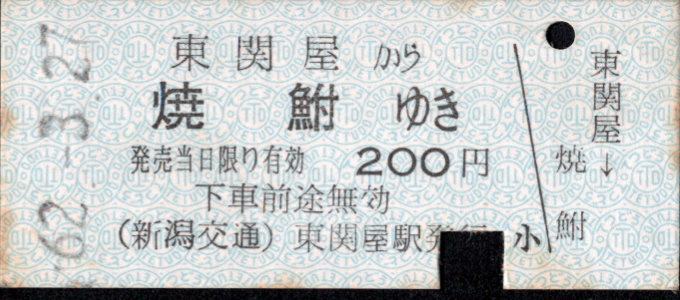 62.-3.27
東関屋から
焼鮒ゆき
発売当日限り有効 200円
下車前途無効
(新潟交通) 東関屋駅発行 小
東関屋→
焼鮒